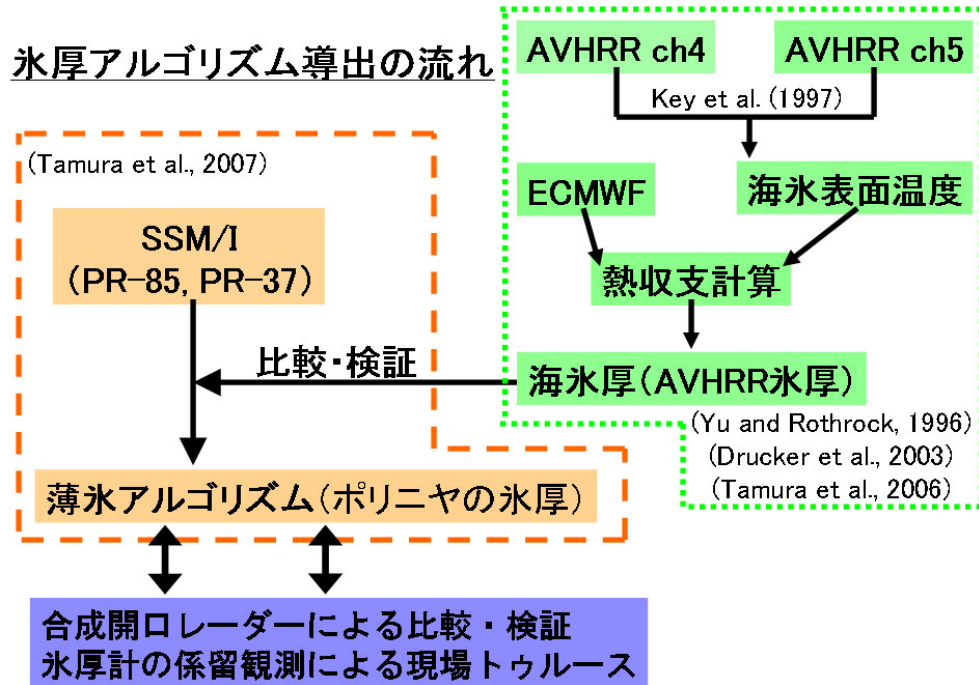 氷厚アルゴリズム導出の流れ
AVHRR ch4
AVHRR ch5
Key et al. (1997)
ECMWF
海氷表面温度
熱収支計算
海氷厚(AVHRR氷厚)
(Yu and Rothrock, 1996)
(Drucker et al., 2003)
(Tamura et al., 2006)
(Tamura et al., 2007)
SSM/I
(PR-85, PR-37)
比較・検証
薄氷アルゴリズム(ポリニヤの氷厚)
合成開口レーダーによる比較・検証
氷厚計の係留観測による現場トゥルース